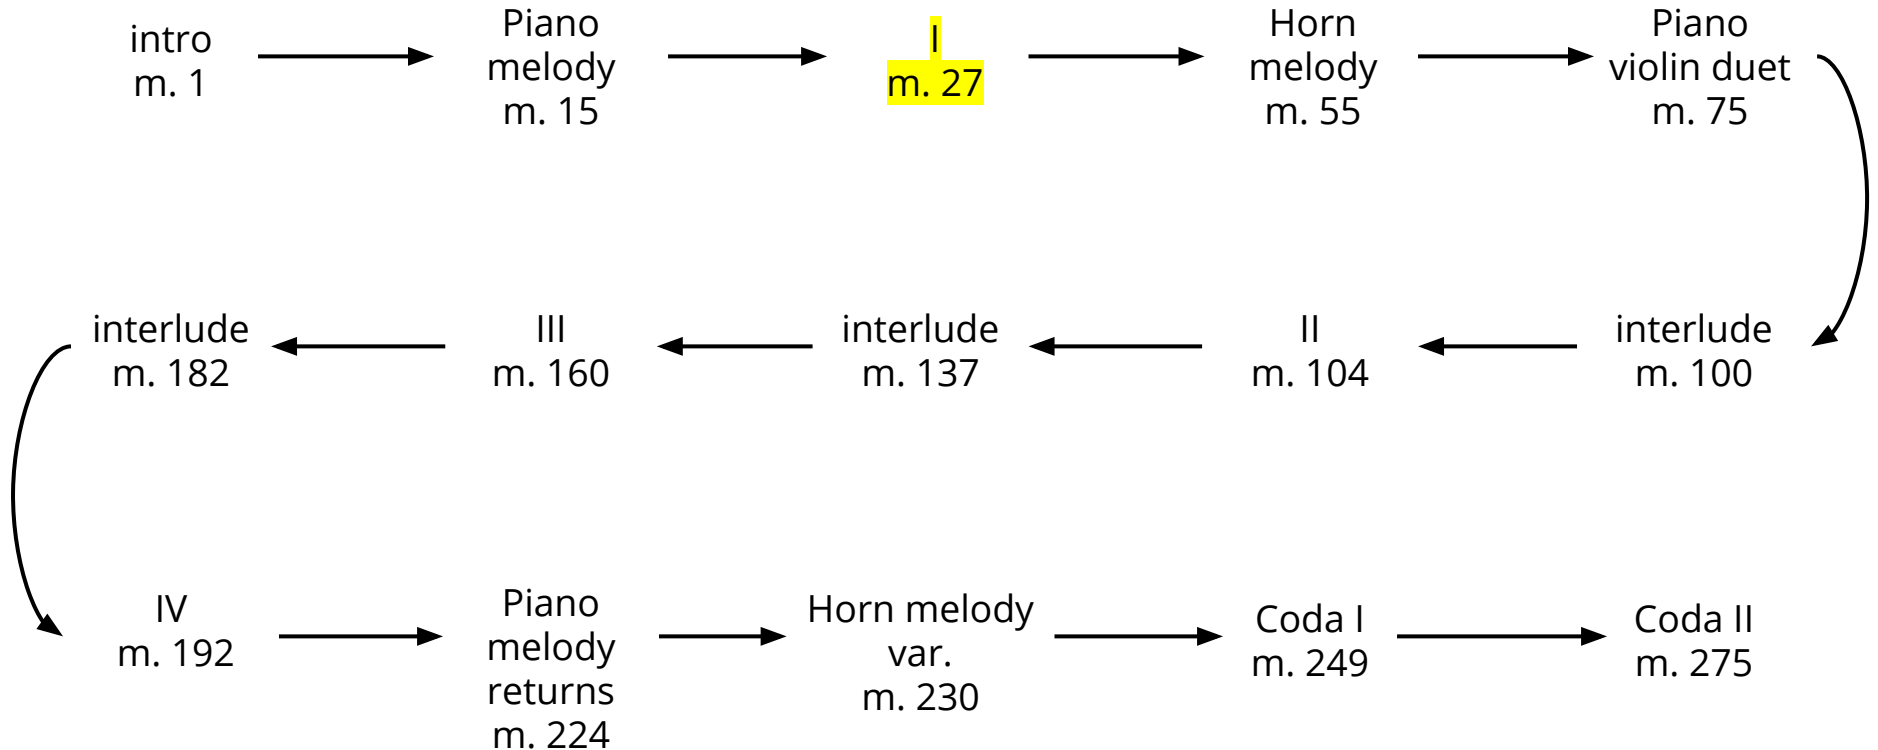 intro
m. 1
Piano
melody
m. 15
I
m. 27
Horn
melody
m. 55
Piano
violin duet
m. 75
interlude
m. 100
II
m. 104
interlude
m. 137
III
m. 160
interlude
m. 182
IV
m. 192
Piano
melody
returns
m. 224
Horn melody
var.
m. 230
Coda I
m. 249
Coda II
m. 275